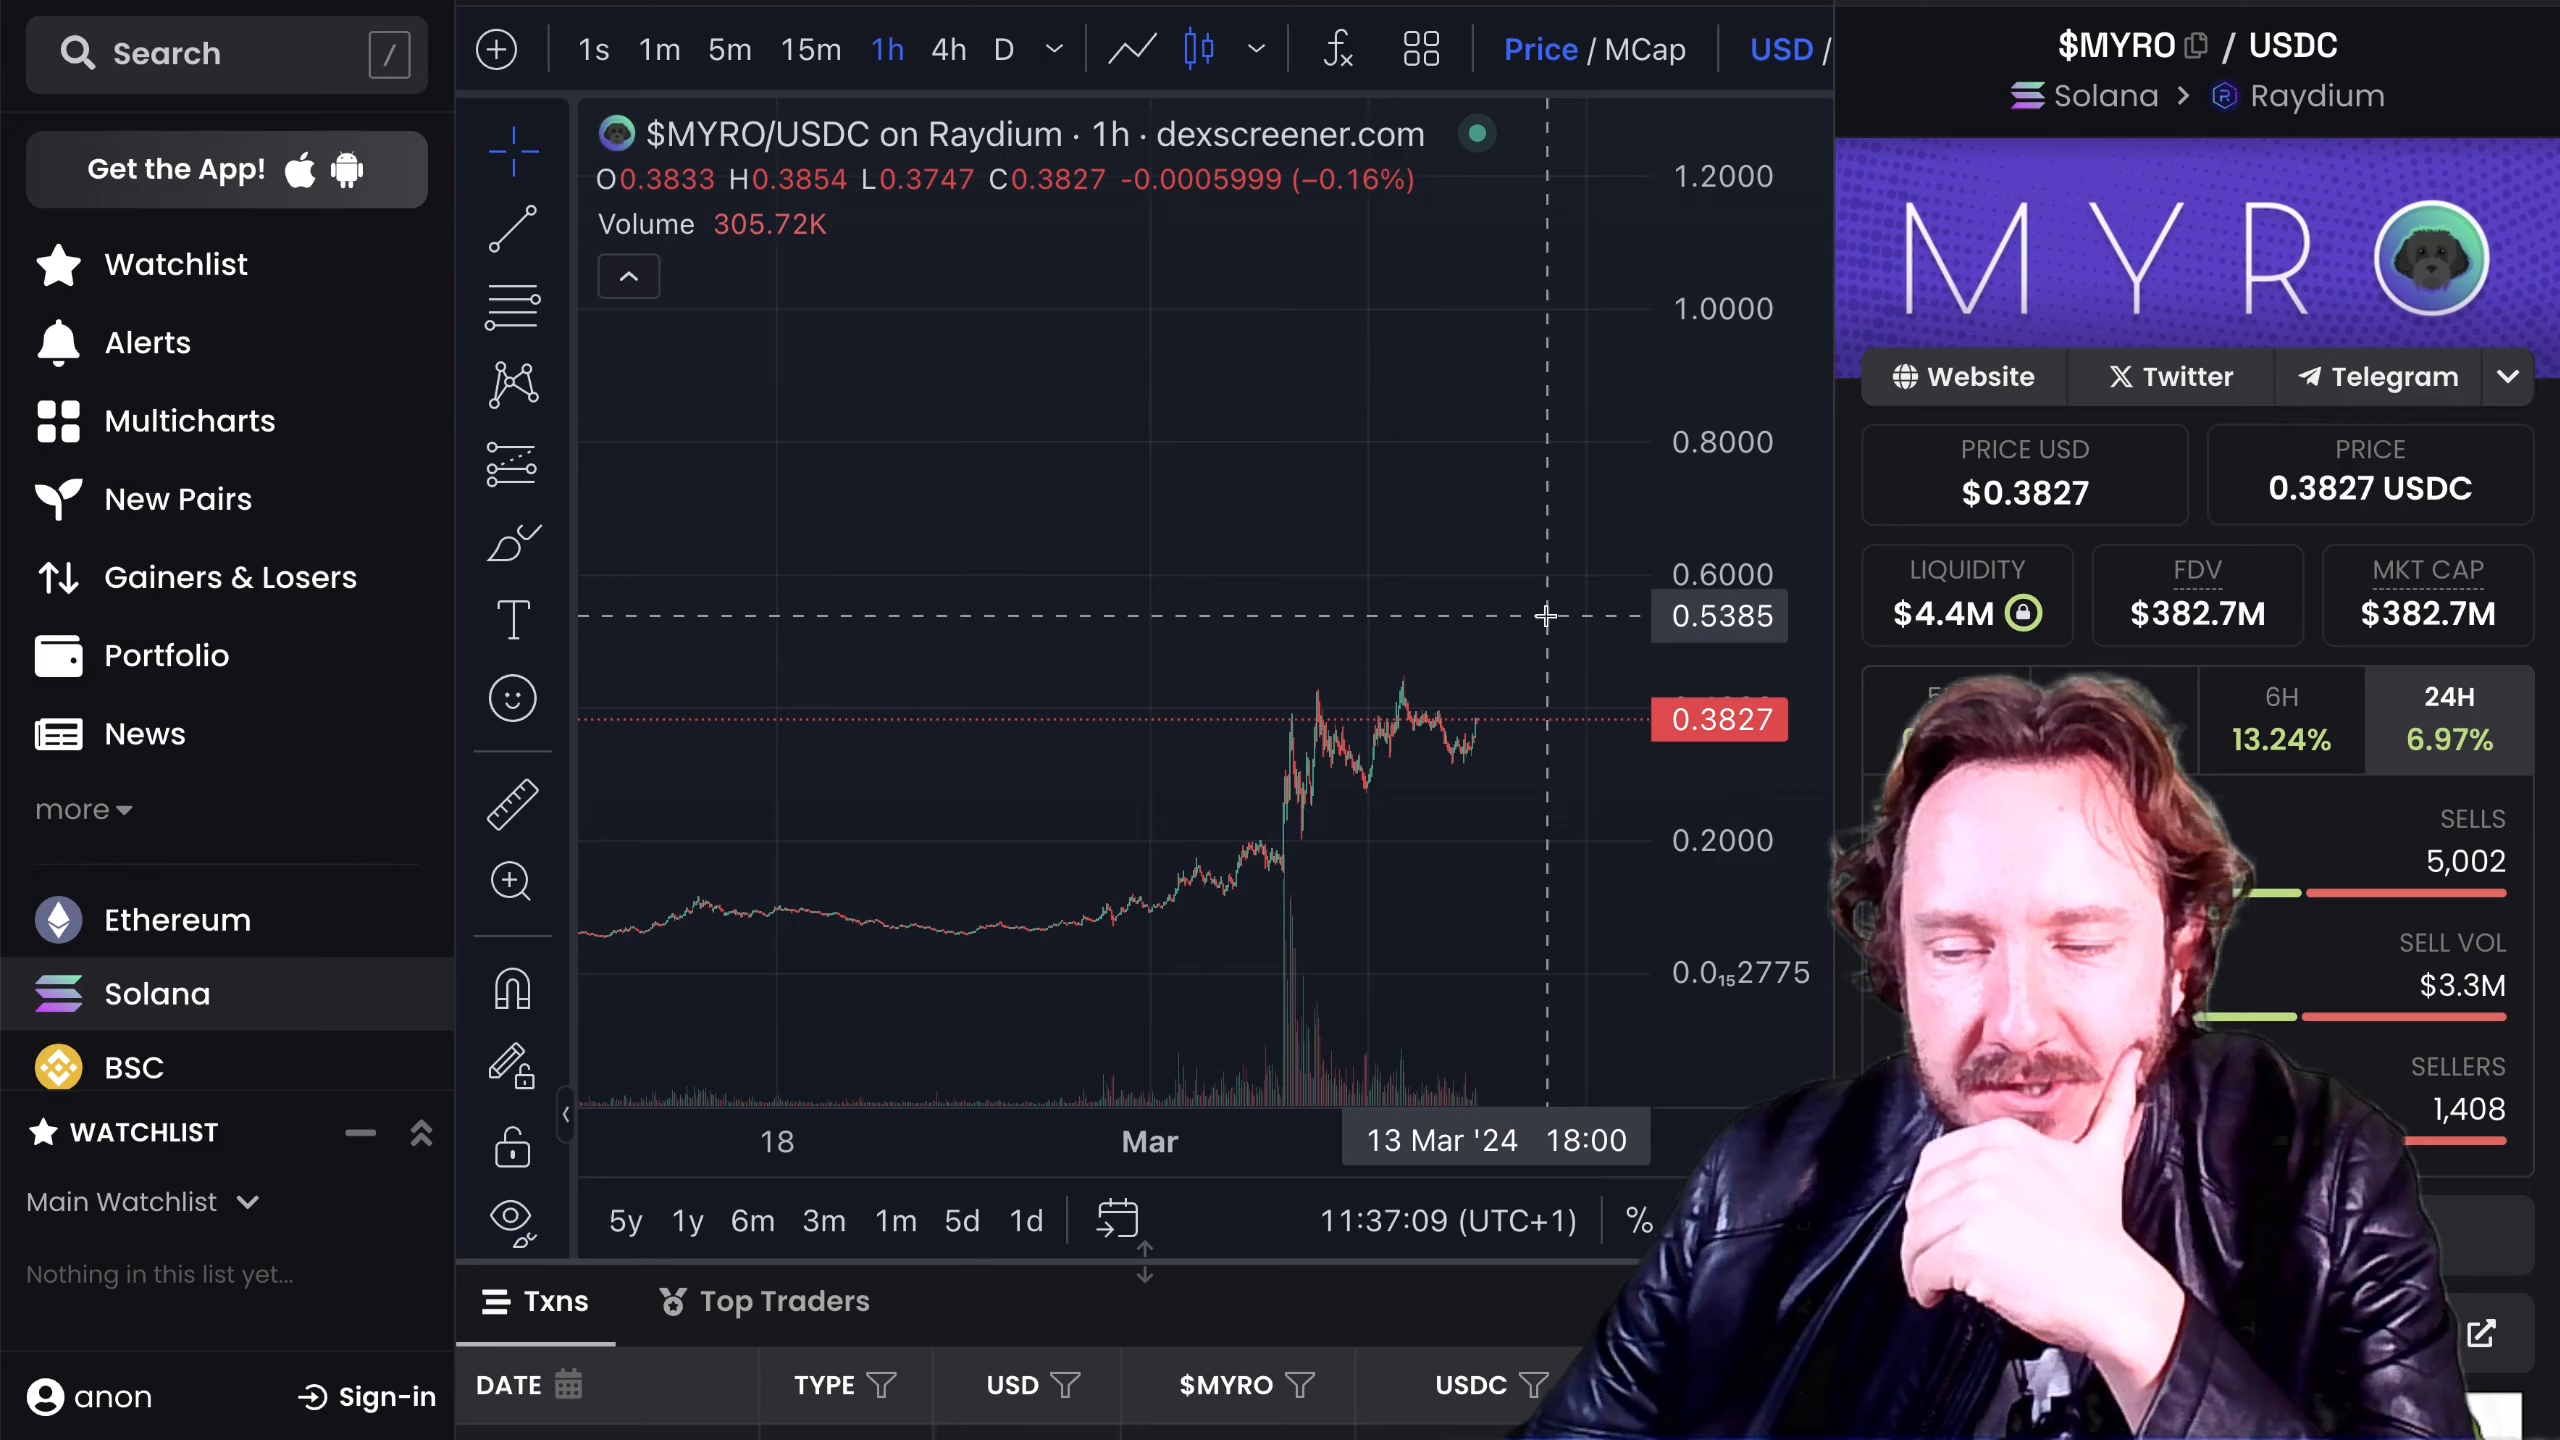 Search /
Get the App!
Watchlist
Alerts
Multicharts
New Pairs
Gainers & Losers
Portfolio
News
more
Ethereum
Solana
BSC
WATCHLIST
Main Watchlist
Nothing in this list yet...
anon Sign-in
1s 1m 5m 15m 1h 4h D Price / MCap USD /
$MYRO/USDC on Raydium · 1h · dexscreener.com
O0.3833 H0.3854 L0.3747 C0.3827 -0.0005999 (−0.16%)
Volume 305.72K
1.2000
1.0000
0.8000
0.6000
0.5385
0.3827
0.2000
0.0₁₅2775
18 Mar 13 Mar '24 18:00
5y 1y 6m 3m 1m 5d 1d 11:37:09 (UTC+1) %
Txns Top Traders
DATE TYPE USD $MYRO USDC
$MYRO / USDC
Solana > Raydium
MYR
Website Twitter Telegram
PRICE USD
$0.3827
PRICE
0.3827 USDC
LIQUIDITY
$4.4M
FDV
$382.7M
MKT CAP
$382.7M
6H
13.24%
24H
6.97%
SELLS
5,002
SELL VOL
$3.3M
SELLERS
1,408